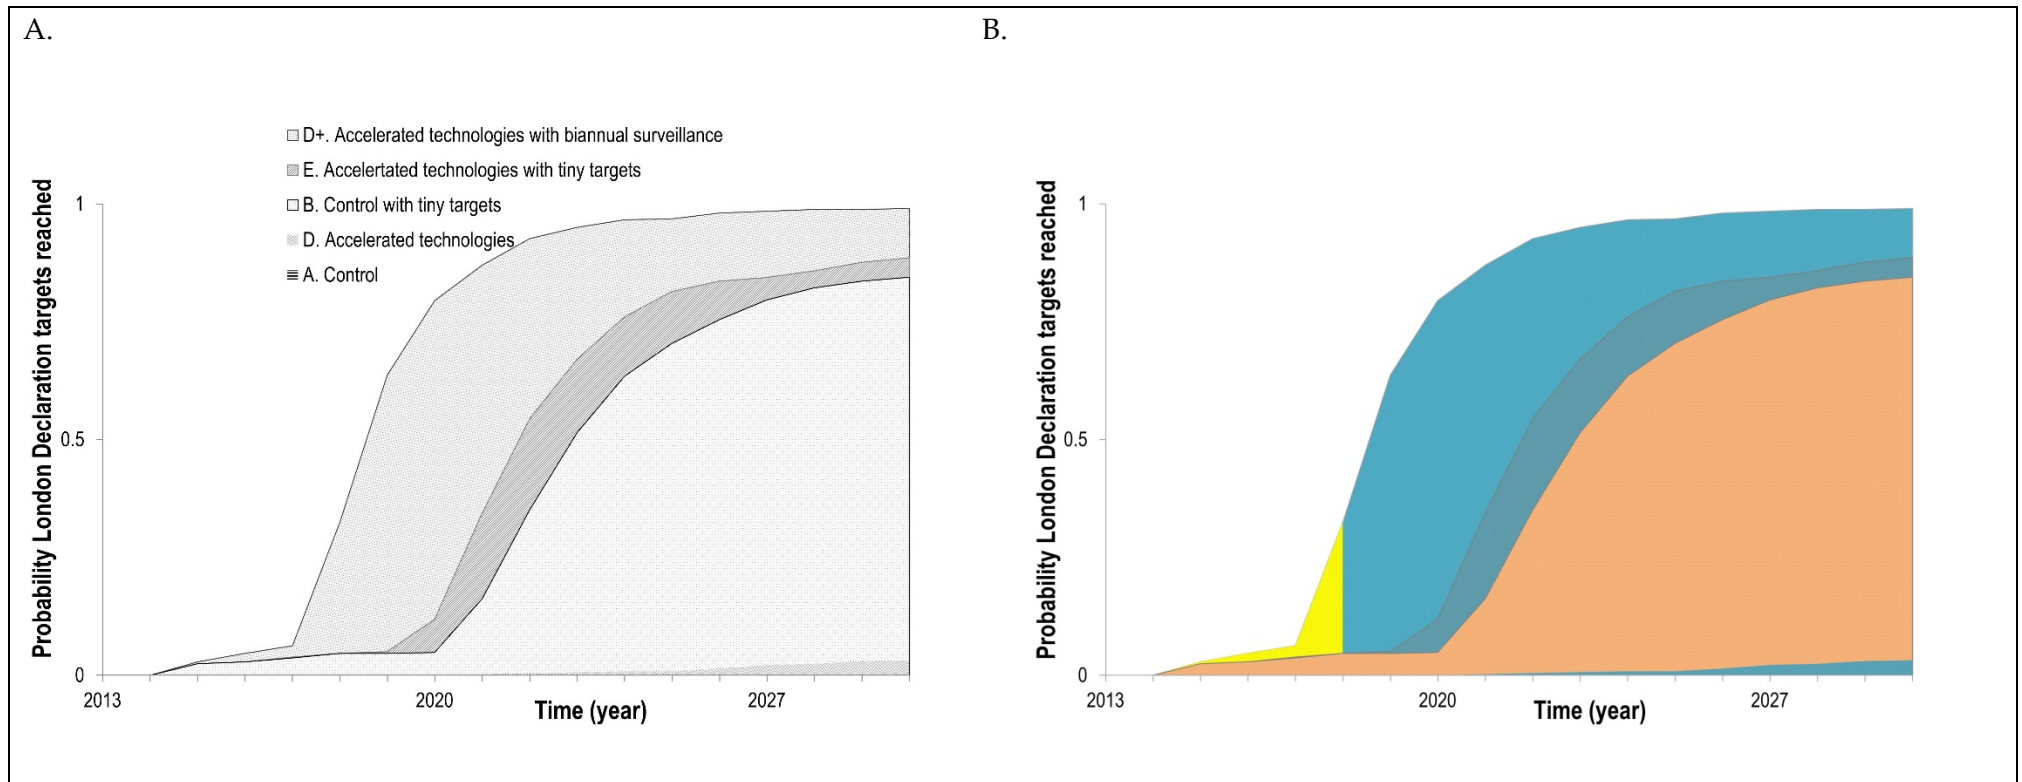 A.
D+. Accelerated technologies with biannual surveillance
E. Accelertated technologies with tiny targets
B. Control with tiny targets
D. Accelerated technologies
A. Control
Probability London Declaration targets reached
1
0.5
0
2013
2020
2027
Time (year)
B.
Probability London Declaration targets reached
1
0.5
0
2013
2020
2027
Time (year)